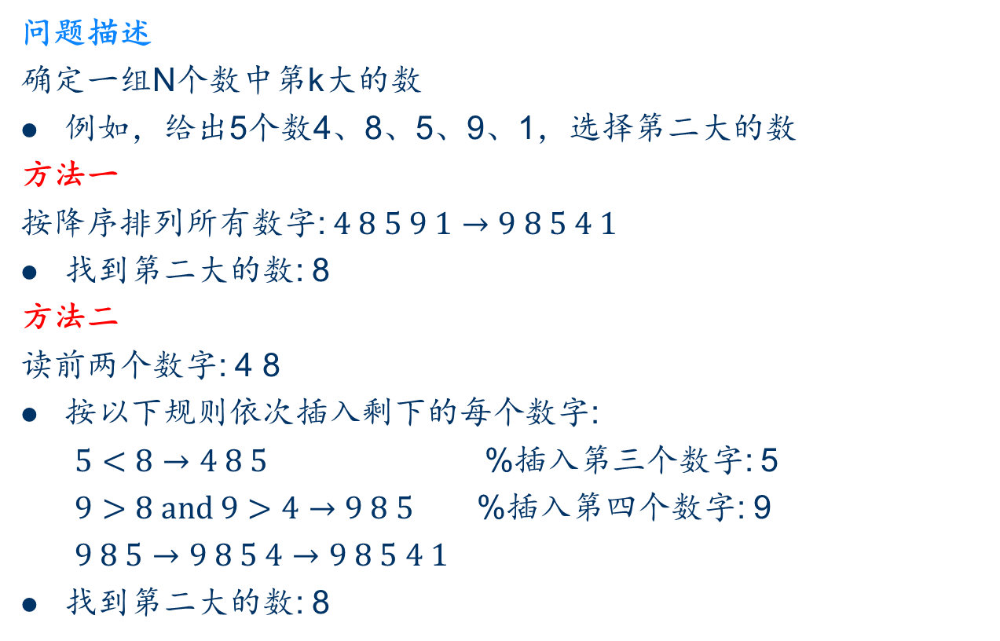 问题描述
确定一组N个数中第k大的数
● 例如，给出5个数4、8、5、9、1，选择第二大的数
方法一
按降序排列所有数字: 4 8 5 9 1 → 9 8 5 4 1
● 找到第二大的数: 8
方法二
读前两个数字: 4 8
● 按以下规则依次插入剩下的每个数字:
5 < 8 → 4 8 5 %插入第三个数字: 5
9 > 8 and 9 > 4 → 9 8 5 %插入第四个数字: 9
9 8 5 → 9 8 5 4 → 9 8 5 4 1
● 找到第二大的数: 8